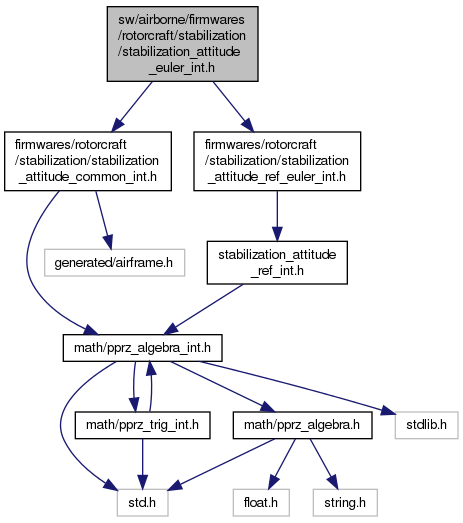 sw/airborne/firmwares
/rotorcraft/stabilization
/stabilization_attitude
_euler_int.h
firmwares/rotorcraft
/stabilization/stabilization
_attitude_common_int.h
firmwares/rotorcraft
/stabilization/stabilization
_attitude_ref_euler_int.h
generated/airframe.h
stabilization_attitude
_ref_int.h
math/pprz_algebra_int.h
math/pprz_trig_int.h
math/pprz_algebra.h
stdlib.h
std.h
float.h
string.h